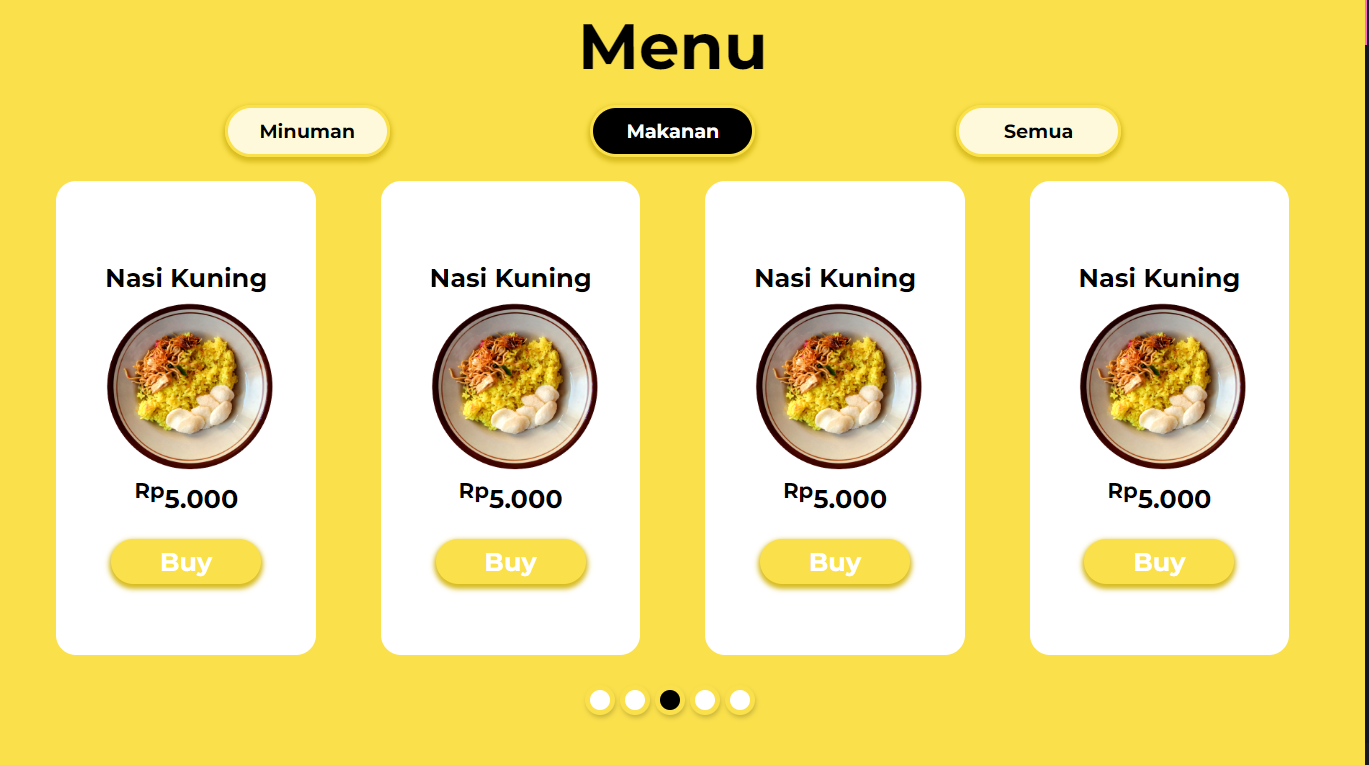 Menu
Minuman Makanan Semua
Nasi Kuning Nasi Kuning Nasi Kuning Nasi Kuning
Rp5.000 Rp5.000 Rp5.000 Rp5.000
Buy Buy Buy Buy